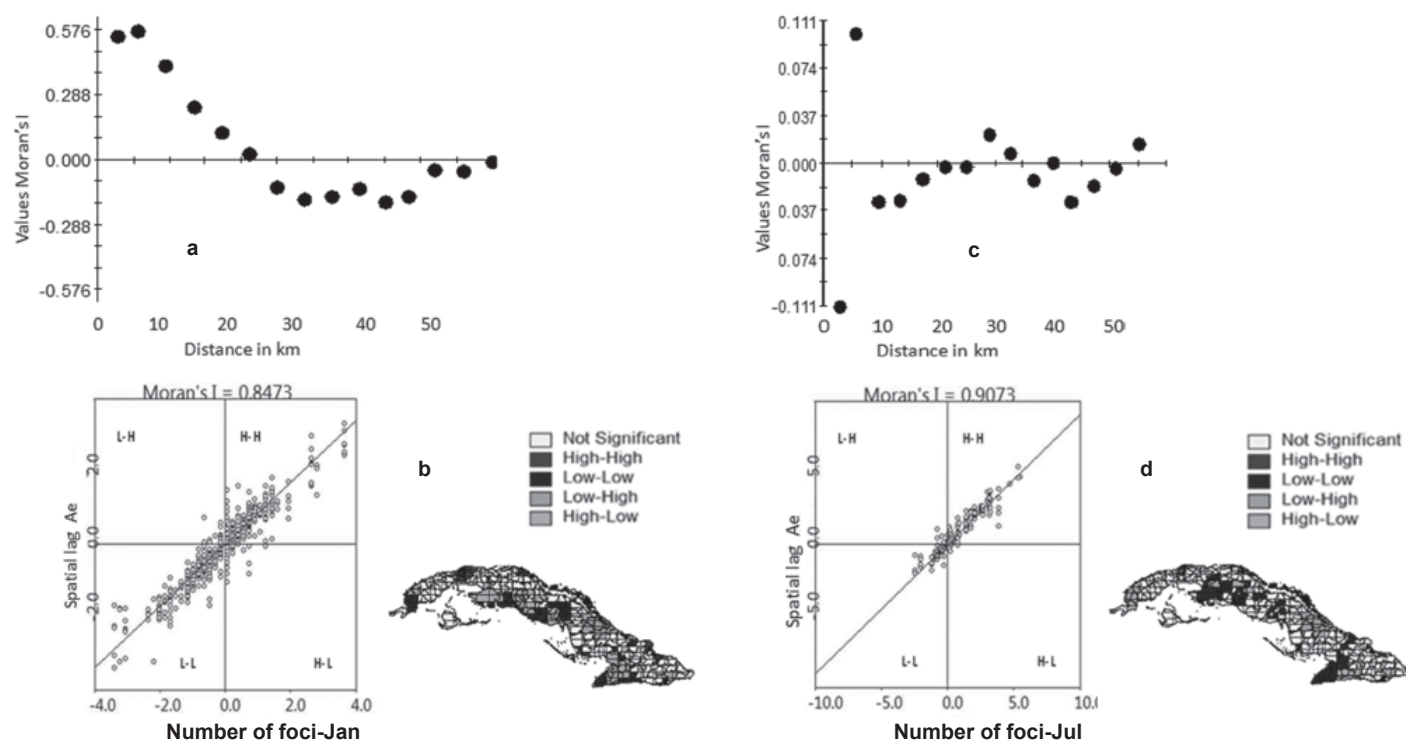 0.576
0.288
0.000
-0.288
-0.576
Values Moran's I
a
0 10 20 30 40 50
Distance in km
0.111
0.074
0.037
0.000
0.037
0.074
-0.111
Values Moran's I
c
0 10 20 30 40 50
Distance in km
Moran's I = 0.8473
L-H
H-H
L-L
H-L
2.0
0.0
-2.0
Spatial lag Ae
-4.0 -2.0 0.0 2.0 4.0
Number of foci-Jan
b
Not Significant
High-High
Low-Low
Low-High
High-Low
Moran's I = 0.9073
L-H
H-H
L-L
H-L
5.0
0.0
-5.0
Spatial lag Ae
-10.0 -5.0 0.0 5.0 10.0
Number of foci-Jul
d
Not Significant
High-High
Low-Low
Low-High
High-Low